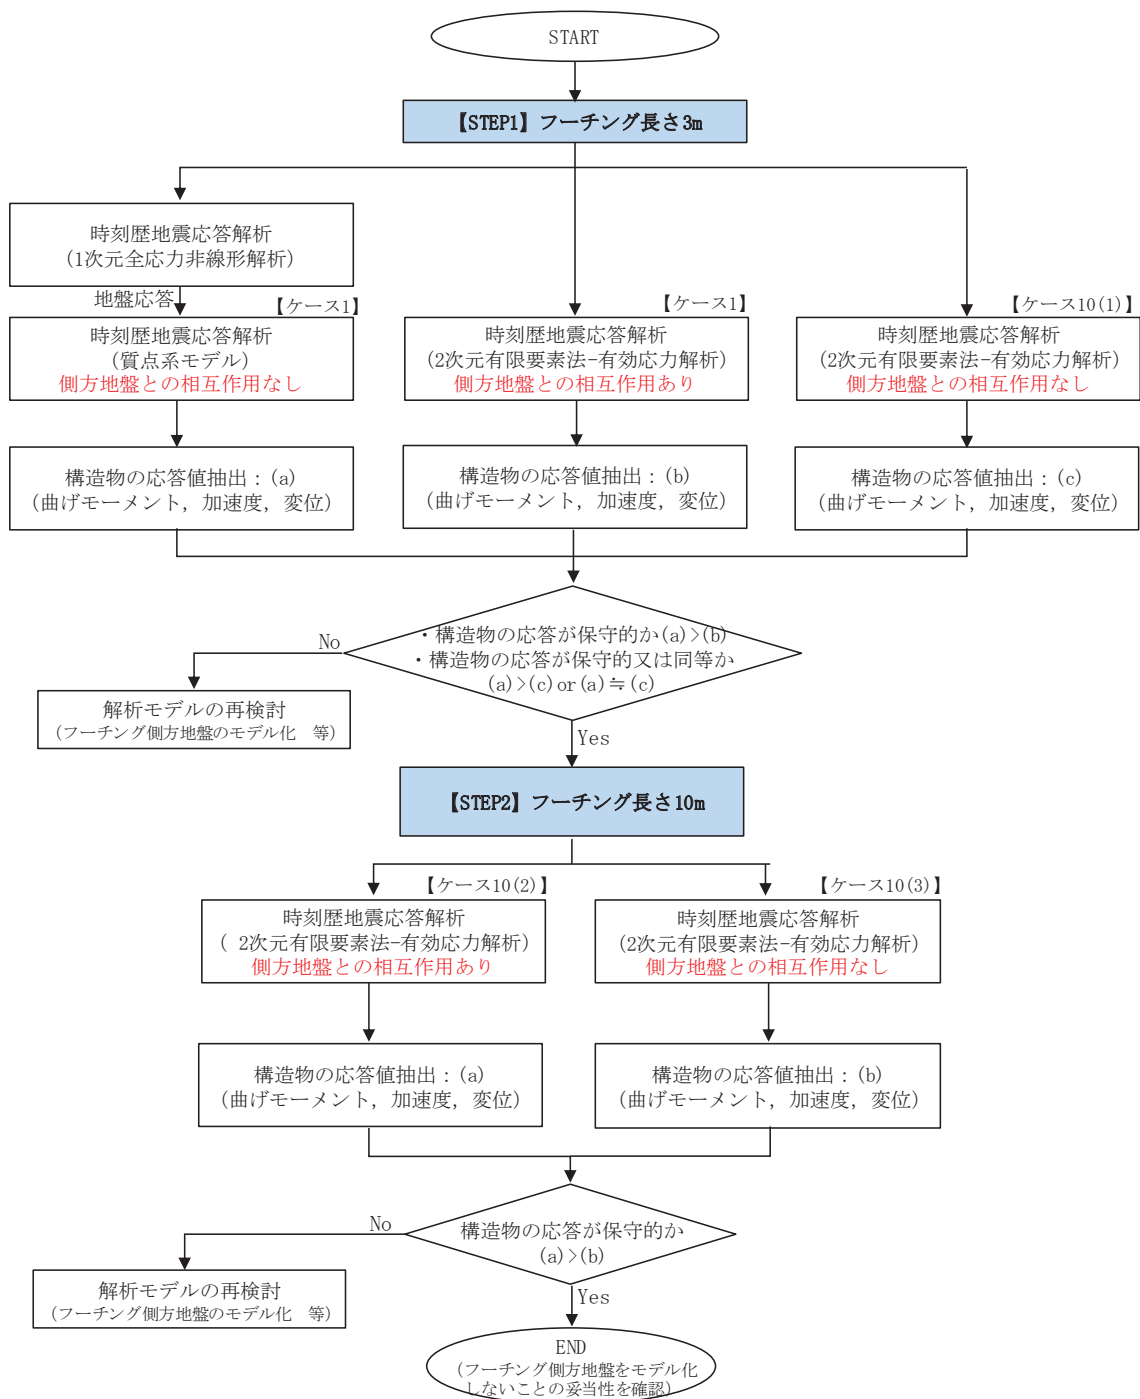 START
【STEP1】フーチング長さ3m
時刻歴地震応答解析
(1次元全応力非線形解析)
地盤応答
【ケース1】
時刻歴地震応答解析
(質点系モデル)
側方地盤との相互作用なし
【ケース1】
時刻歴地震応答解析
(2次元有限要素法-有効応力解析)
側方地盤との相互作用あり
【ケース10(1)】
時刻歴地震応答解析
(2次元有限要素法-有効応力解析)
側方地盤との相互作用なし
構造物の応答値抽出：(a)
(曲げモーメント，加速度，変位)
構造物の応答値抽出：(b)
(曲げモーメント，加速度，変位)
構造物の応答値抽出：(c)
(曲げモーメント，加速度，変位)
・構造物の応答が保守的か(a)>(b)
・構造物の応答が保守的又は同等か
(a)>(c)or(a)≒(c)
No
解析モデルの再検討
(フーチング側方地盤のモデル化　等)
Yes
【STEP2】フーチング長さ10m
【ケース10(2)】
時刻歴地震応答解析
( 2次元有限要素法-有効応力解析)
側方地盤との相互作用あり
【ケース10(3)】
時刻歴地震応答解析
(2次元有限要素法-有効応力解析)
側方地盤との相互作用なし
構造物の応答値抽出：(a)
(曲げモーメント，加速度，変位)
構造物の応答値抽出：(b)
(曲げモーメント，加速度，変位)
構造物の応答が保守的か
(a)>(b)
No
解析モデルの再検討
(フーチング側方地盤のモデル化　等)
Yes
END
(フーチング側方地盤をモデル化
しないことの妥当性を確認)